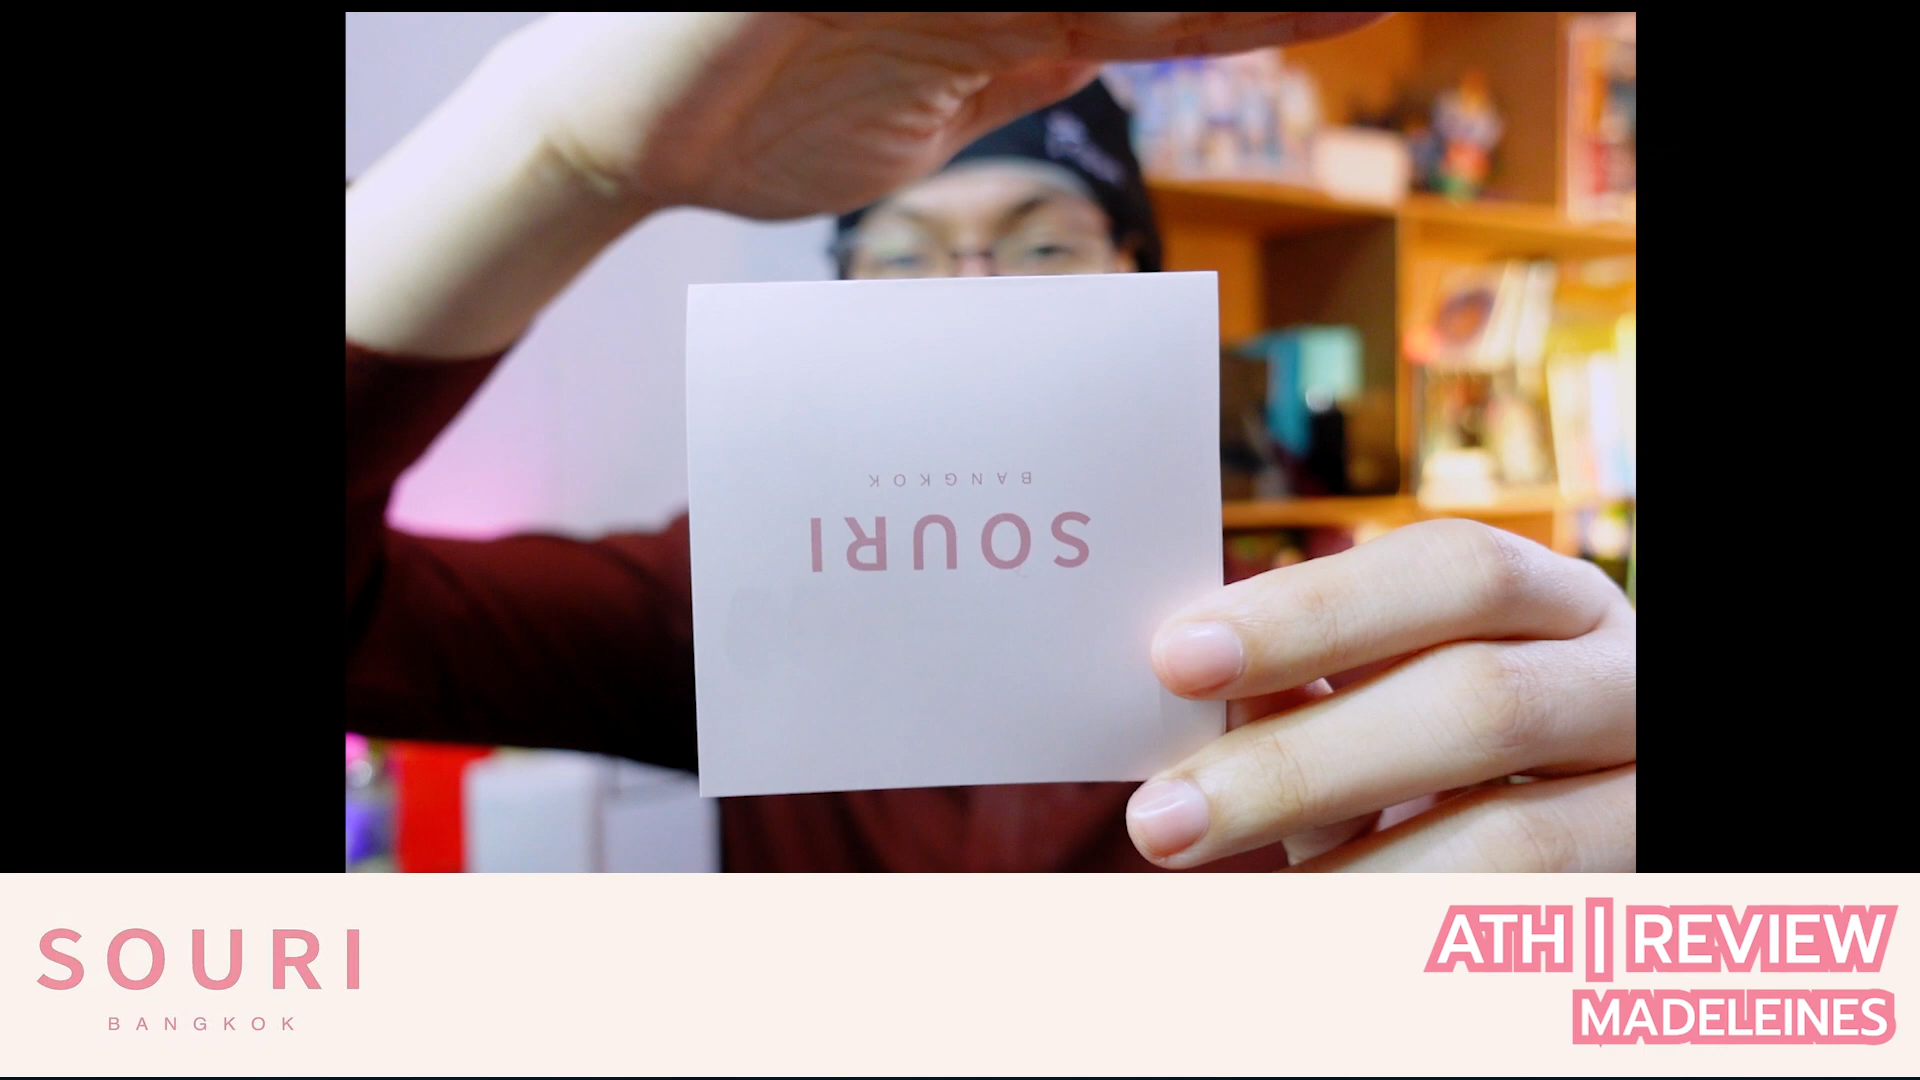 BANGKOK
SOURI
SOURI
BANGKOK
ATH | REVIEW
MADELEINES